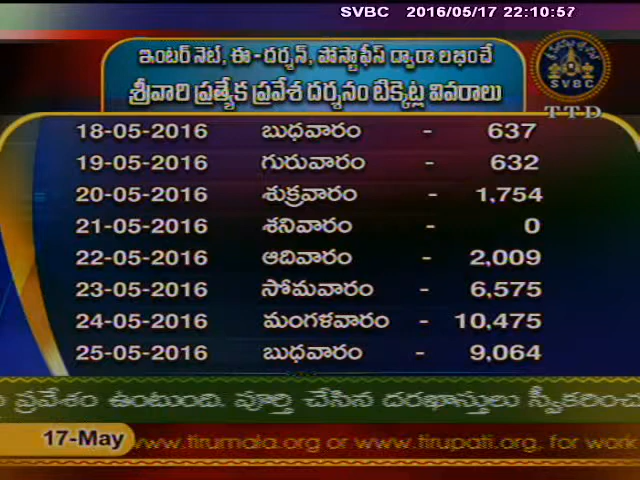 SVBC 2016/05/17 22:10:57
ఇంటర్ నెట్, ఈ - దర్శన్, పోస్టాఫీస్ ద్వారా లభించే
శ్రీవారి ప్రత్యేక ప్రవేశ దర్శనం టిక్కెట్ల వివరాలు
SVBC
TTD
18-05-2016 బుధవారం - 637
19-05-2016 గురువారం - 632
20-05-2016 శుక్రవారం - 1,754
21-05-2016 శనివారం - 0
22-05-2016 ఆదివారం - 2,009
23-05-2016 సోమవారం - 6,575
24-05-2016 మంగళవారం - 10,475
25-05-2016 బుధవారం - 9,064
ప్రవేశం ఉంటుంది. పూర్తి చేసిన దరఖాస్తులు స్వీకరించ
17-May www.tirumala.org or www.tirupati.org, for work